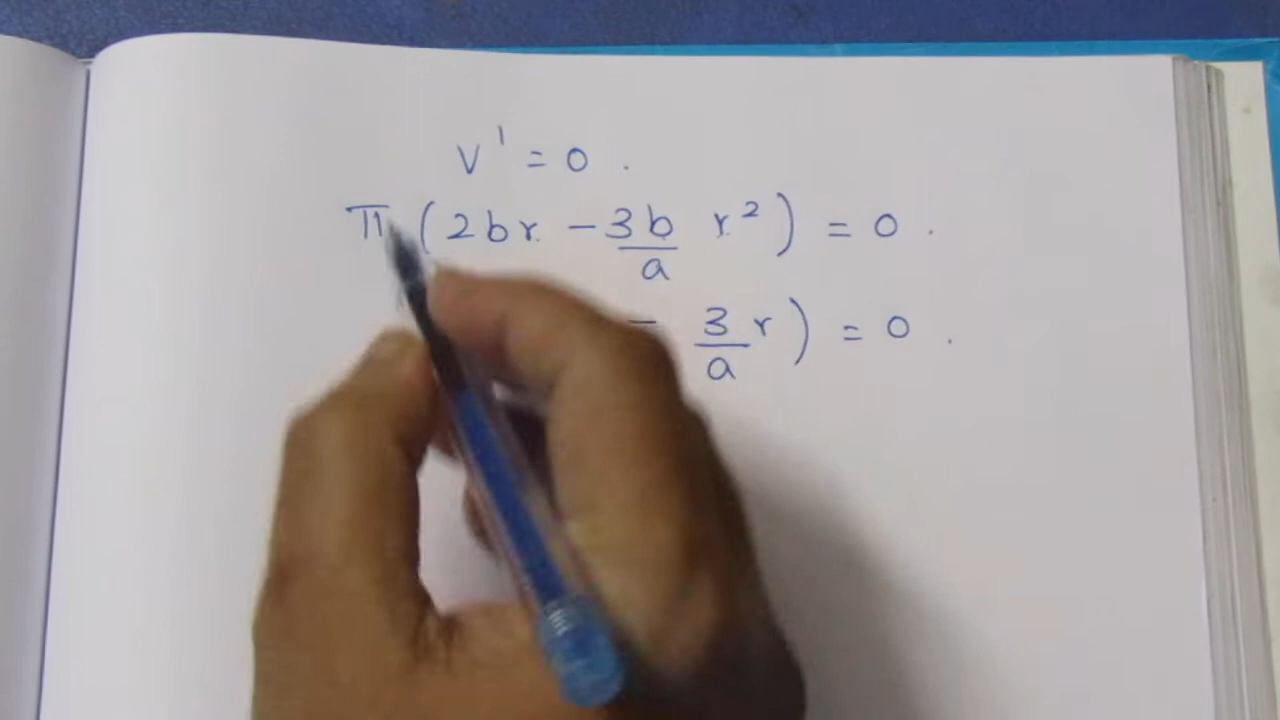 V' = 0 .
π (2br - 3b/a r²) = 0 .
- 3/a r) = 0 .